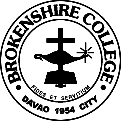 BROKENSHIRE COLLEGE
FIDES ET SERVITIUM
DAVAO 1954 CITY